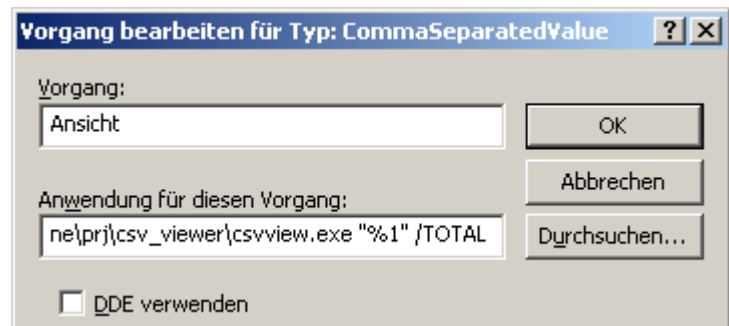 Vorgang bearbeiten für Typ: CommaSeparatedValue
Vorgang:
Ansicht
OK
Abbrechen
Anwendung für diesen Vorgang:
ne\prj\csv_viewer\csvview.exe "%1" /TOTAL
Durchsuchen...
DDE verwenden